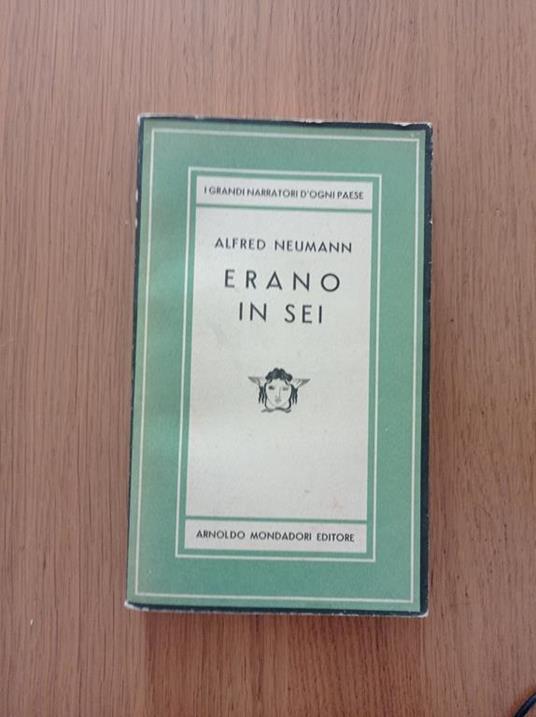 I GRANDI NARRATORI D'OGNI PAESE
ALFRED NEUMANN
ERANO
IN SEI
ARNOLDO MONDADORI EDITORE